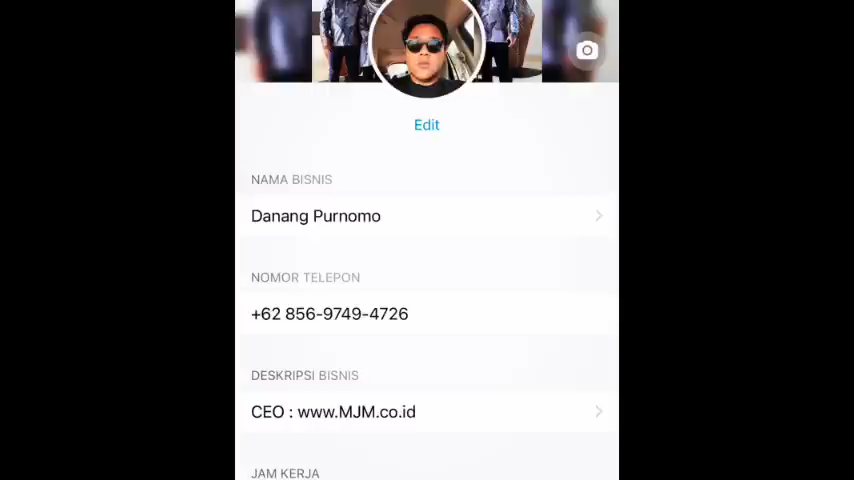 Edit
NAMA BISNIS
Danang Purnomo
NOMOR TELEPON
+62 856-9749-4726
DESKRIPSI BISNIS
CEO : www.MJM.co.id
JAM KERJA